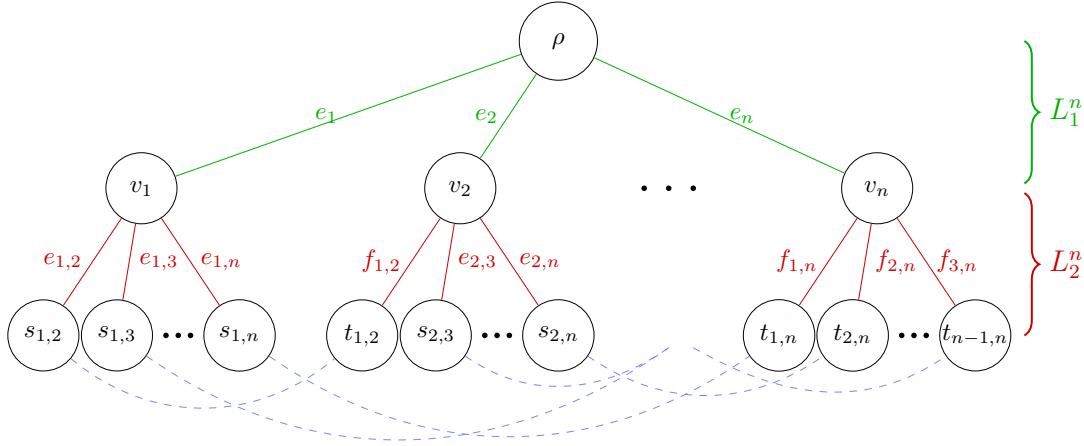 ρ
e_1 e_2 e_n
L_1^n
v_1 v_2 . . . v_n
e_{1,2} e_{1,3} e_{1,n} f_{1,2} e_{2,3} e_{2,n} f_{1,n} f_{2,n} f_{3,n}
L_2^n
s_{1,2} s_{1,3} ••• s_{1,n} t_{1,2} s_{2,3} ••• s_{2,n} t_{1,n} t_{2,n} ••• t_{n-1,n}